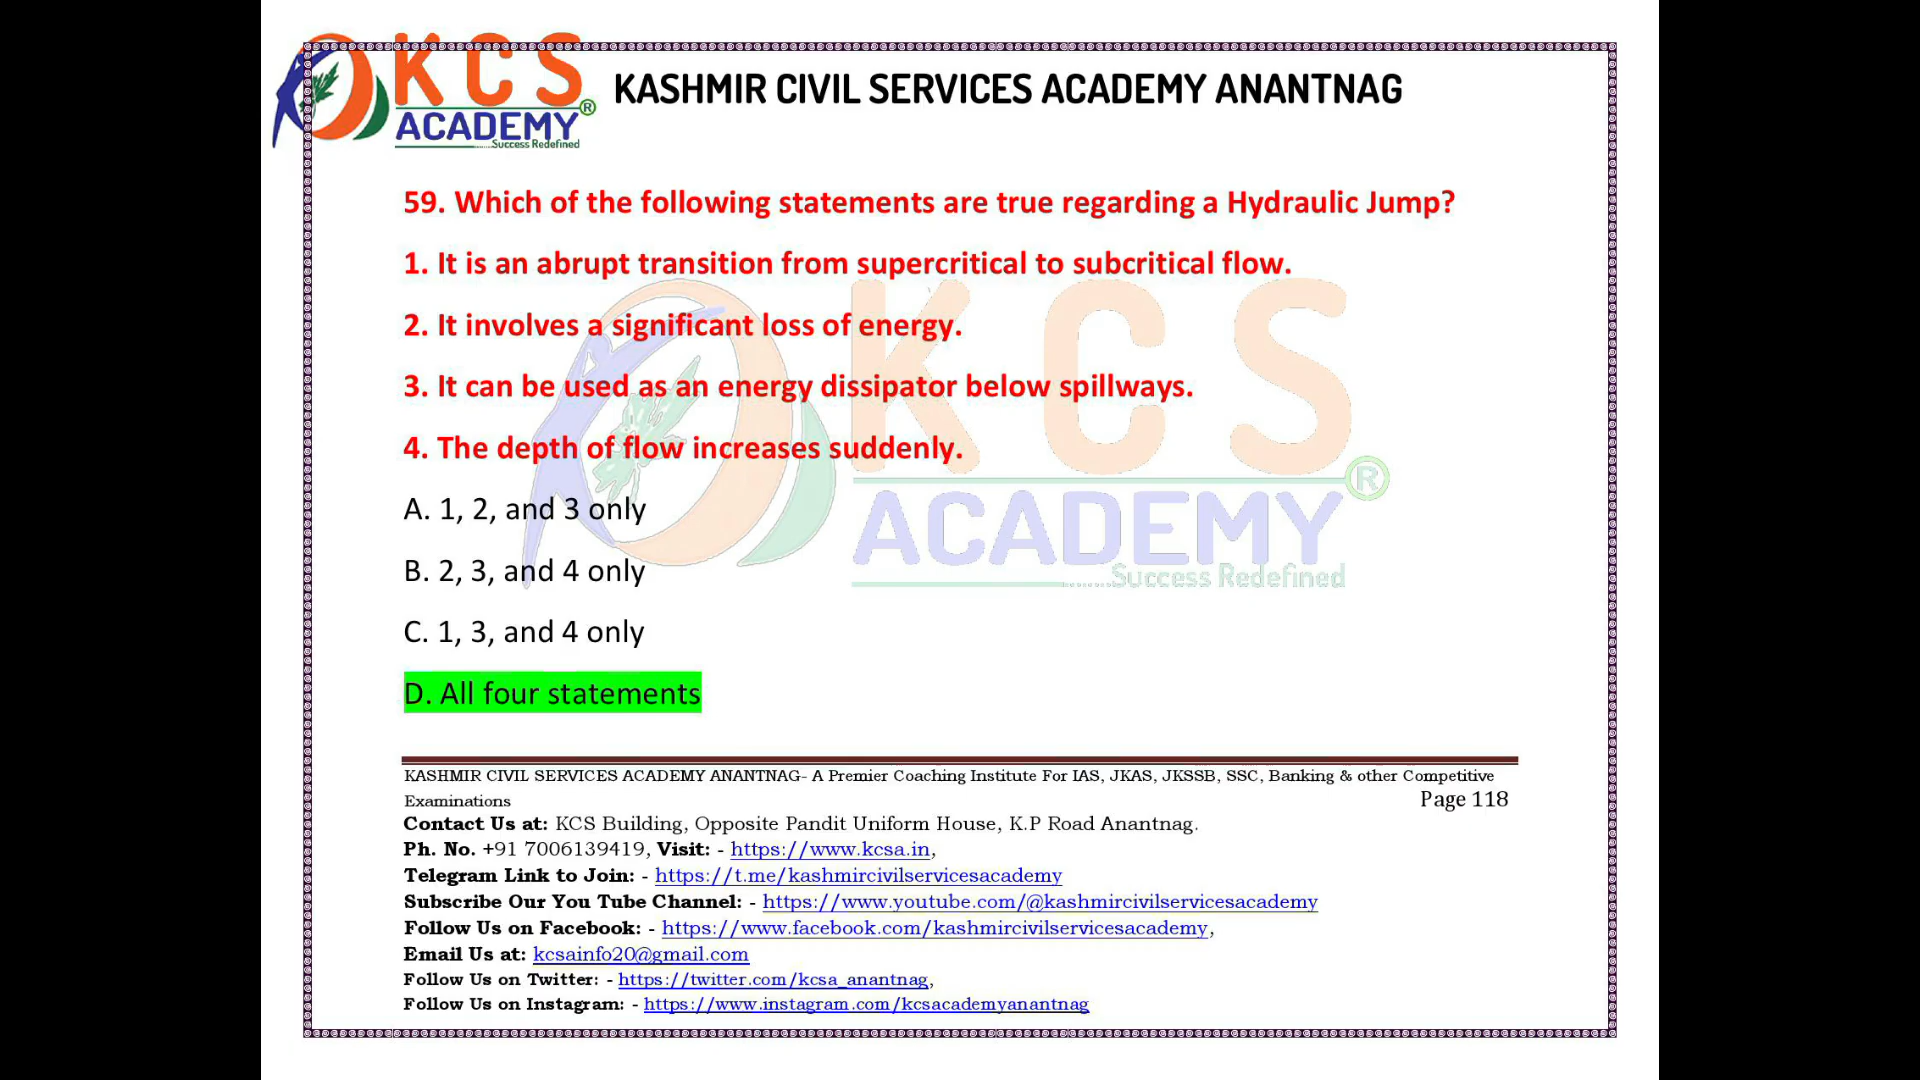 KCS
ACADEMY®
......Success Redefined
KASHMIR CIVIL SERVICES ACADEMY ANANTNAG
59. Which of the following statements are true regarding a Hydraulic Jump?
1. It is an abrupt transition from supercritical to subcritical flow.
2. It involves a significant loss of energy.
3. It can be used as an energy dissipator below spillways.
4. The depth of flow increases suddenly.
A. 1, 2, and 3 only
B. 2, 3, and 4 only
C. 1, 3, and 4 only
D. All four statements
KCS
ACADEMY®
.......Success Redefined
KASHMIR CIVIL SERVICES ACADEMY ANANTNAG- A Premier Coaching Institute For IAS, JKAS, JKSSB, SSC, Banking & other Competitive
Examinations Page 118
Contact Us at: KCS Building, Opposite Pandit Uniform House, K.P Road Anantnag.
Ph. No. +91 7006139419, Visit: - https://www.kcsa.in,
Telegram Link to Join: - https://t.me/kashmircivilservicesacademy
Subscribe Our You Tube Channel: - https://www.youtube.com/@kashmircivilservicesacademy
Follow Us on Facebook: - https://www.facebook.com/kashmircivilservicesacademy,
Email Us at: kcsainfo20@gmail.com
Follow Us on Twitter: - https://twitter.com/kcsa_anantnag,
Follow Us on Instagram: - https://www.instagram.com/kcsacademyanantnag